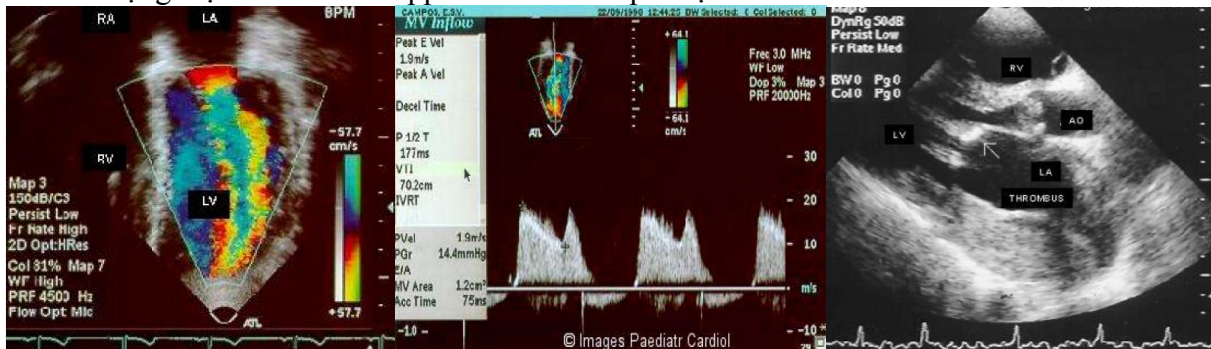 RA
LA
BPM
RV
LV
-57.7
cm/s
+57.7
Map 3
150dB/C3
Persist Low
Fr Rate High
2D Opt:HRes
Col 81% Map 7
WF High
PRF 4500 Hz
Flow Opt: Mic
ATL
CAMPOS, E.S.V.
22/09/1998 12:44:25 DW Selected: 0 Col Selected: 0
MV Inflow
Peak E Vel
1.9m/s
Peak A Vel
Decel Time
P 1/2 T
177ms
VTI
70.2cm
IVRT
PVel 1.9m/s
PGr 14.4mmHg
E/A
MV Area 1.2cm²
Acc Time 75ms
+64.1
-64.1
cm/s
ATL
Frec 3.0 MHz
WF Low
Dop 3% Map 3
PRF 20000Hz
- 30
- 20
- 10
m/s
-1.0 -
- -10
29
© Images Paediatr Cardiol
DynRg 50dB
Persist Low
Fr Rate Med
BW 0 Pg 0
Col 0 Pg 0
RV
AO
LV
LA
THROMBUS